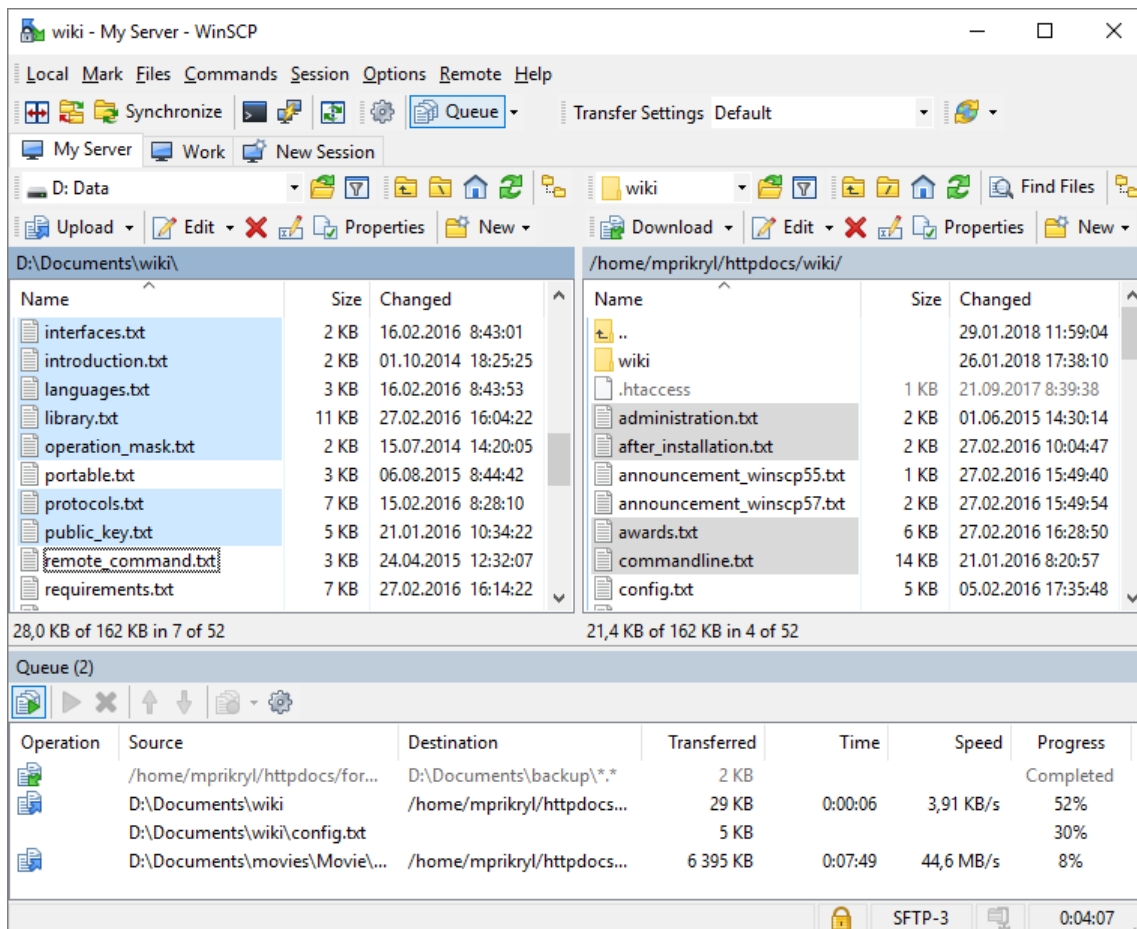 wiki - My Server - WinSCP
Local Mark Files Commands Session Options Remote Help
Synchronize Queue Transfer Settings Default
My Server Work New Session
D: Data wiki Find Files
Upload Edit Properties New Download Edit Properties New
D:\Documents\wiki\ /home/mprikryl/httpdocs/wiki/
Name Size Changed Name Size Changed
interfaces.txt 2 KB 16.02.2016 8:43:01 .. 29.01.2018 11:59:04
introduction.txt 2 KB 01.10.2014 18:25:25 wiki 26.01.2018 17:38:10
languages.txt 3 KB 16.02.2016 8:43:53 .htaccess 1 KB 21.09.2017 8:39:38
library.txt 11 KB 27.02.2016 16:04:22 administration.txt 2 KB 01.06.2015 14:30:14
operation_mask.txt 2 KB 15.07.2014 14:20:05 after_installation.txt 2 KB 27.02.2016 10:04:47
portable.txt 3 KB 06.08.2015 8:44:42 announcement_winscp55.txt 1 KB 27.02.2016 15:49:40
protocols.txt 7 KB 15.02.2016 8:28:10 announcement_winscp57.txt 2 KB 27.02.2016 15:49:54
public_key.txt 5 KB 21.01.2016 10:34:22 awards.txt 6 KB 27.02.2016 16:28:50
remote_command.txt 3 KB 24.04.2015 12:32:07 commandline.txt 14 KB 21.01.2016 8:20:57
requirements.txt 7 KB 27.02.2016 16:14:22 config.txt 5 KB 05.02.2016 17:35:48
28,0 KB of 162 KB in 7 of 52 21,4 KB of 162 KB in 4 of 52
Queue (2)
Operation Source Destination Transferred Time Speed Progress
/home/mprikryl/httpdocs/for... D:\Documents\backup\*.* 2 KB Completed
D:\Documents\wiki /home/mprikryl/httpdocs... 29 KB 0:00:06 3,91 KB/s 52%
D:\Documents\wiki\config.txt 5 KB 30%
D:\Documents\movies\Movie\... /home/mprikryl/httpdocs... 6 395 KB 0:07:49 44,6 MB/s 8%
SFTP-3 0:04:07